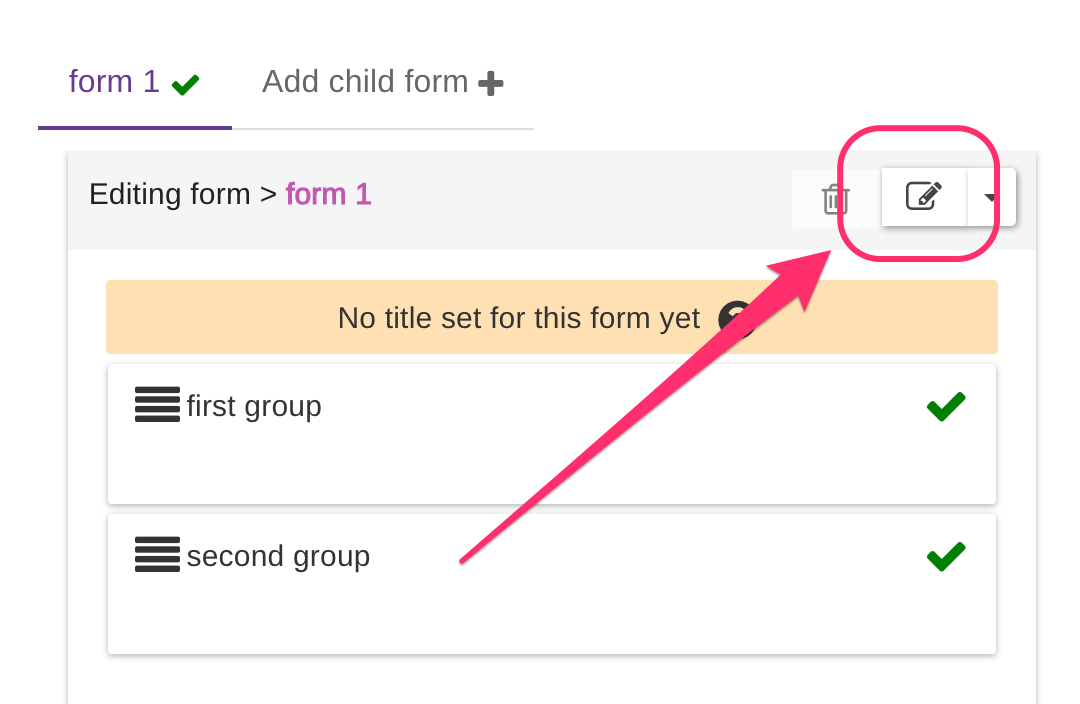 form 1 Add child form
Editing form > form 1
No title set for this form yet
first group
second group